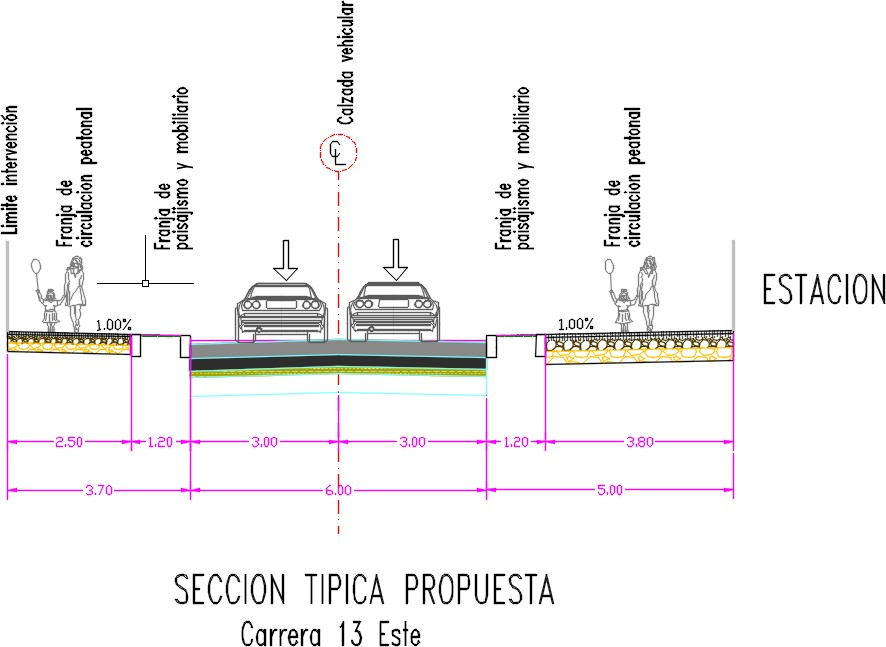 Límite intervención
Franja de
circulacion peatonal
Franja de
paisajismo y mobiliario
Calzada vehicular
Franja de
paisajismo y mobiliario
Franja de
circulacion peatonal
CL
ESTACION
1.00%
1.00%
2.50
1.20
3.00
3.00
1.20
3.80
3.70
6.00
5.00
SECCION TIPICA PROPUESTA
Carrera 13 Este